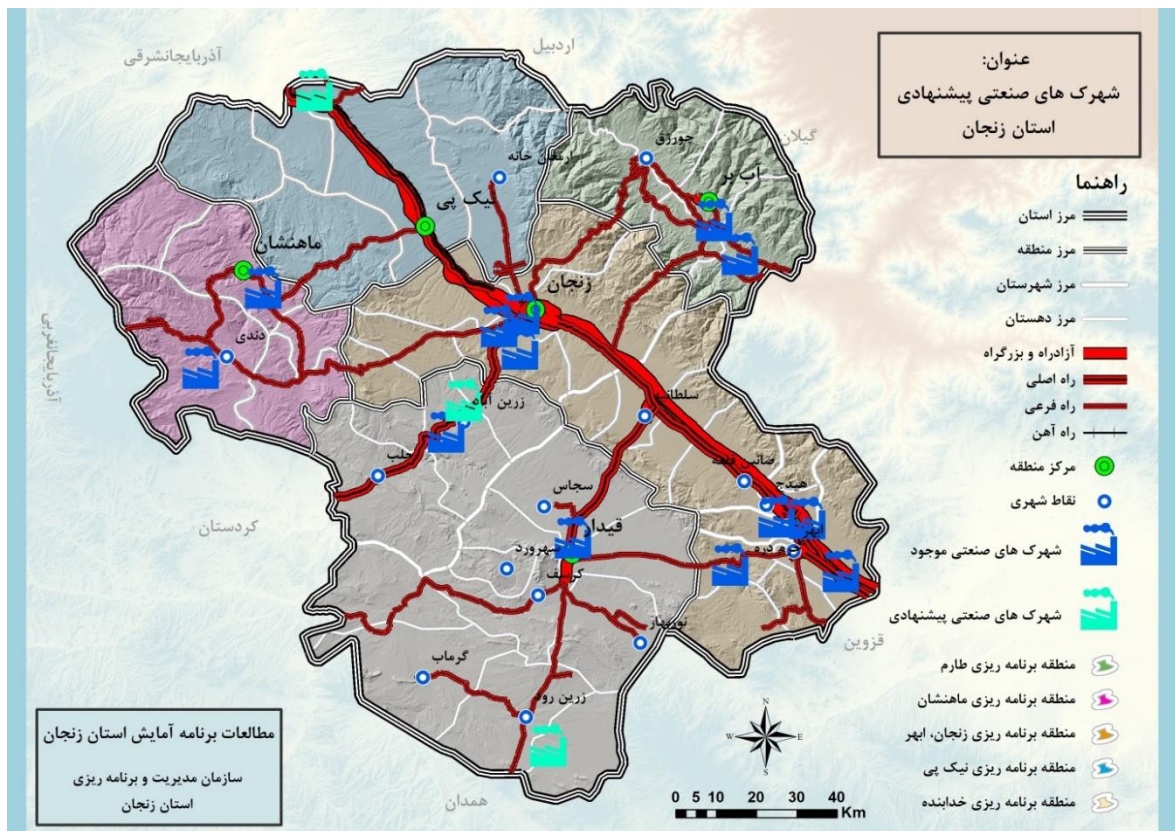 عنوان:
شهرک های صنعتی پیشنهادی
استان زنجان
راهنما
مرز استان
مرز منطقه
مرز شهرستان
مرز دهستان
آزادراه و بزرگراه
راه اصلی
راه فرعی
راه آهن
مرکز منطقه
نقاط شهری
شهرک های صنعتی موجود
شهرک های صنعتی پیشنهادی
منطقه برنامه ریزی طارم
منطقه برنامه ریزی ماهنشان
منطقه برنامه ریزی زنجان، ابهر
منطقه برنامه ریزی نیک پی
منطقه برنامه ریزی خدابنده
اردبیل
آذربایجانشرقی
گیلان
چورزق
ارمغان خانه
آب بر
نیک پی
ماهنشان
زنجان
دندی
آذربایجانغربی
سلطانیه
زرین آباد
حلب
صائین قلعه
هیدج
سجاس
ابهر
کردستان
قیدار
خرم دره
سهرورد
کرسف
نوربهار
قزوین
گرماب
زرین رود
همدان
مطالعات برنامه آمایش استان زنجان
سازمان مدیریت و برنامه ریزی
استان زنجان
N
W E
S
0 5 10 20 30 40
Km